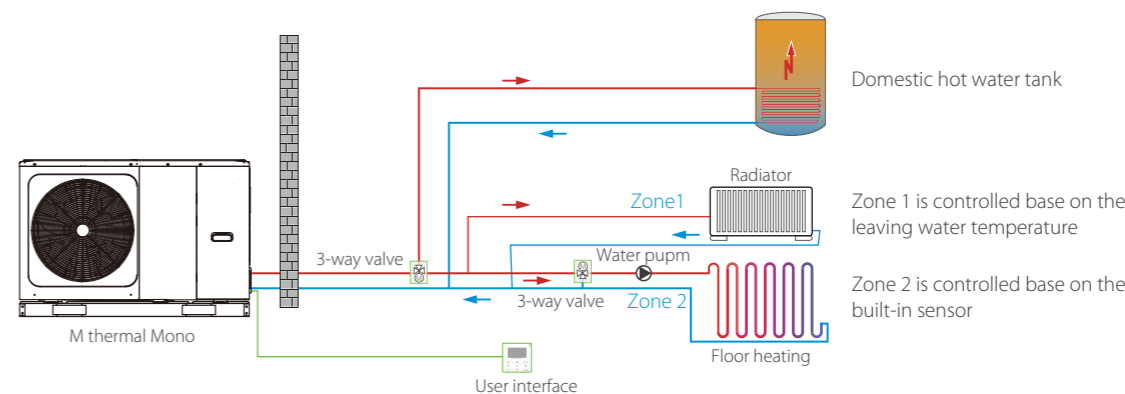 Domestic hot water tank
Radiator
Zone1
Zone 1 is controlled base on the
leaving water temperature
3-way valve
Water pupm
3-way valve
Zone 2
Zone 2 is controlled base on the
built-in sensor
M thermal Mono
Floor heating
User interface